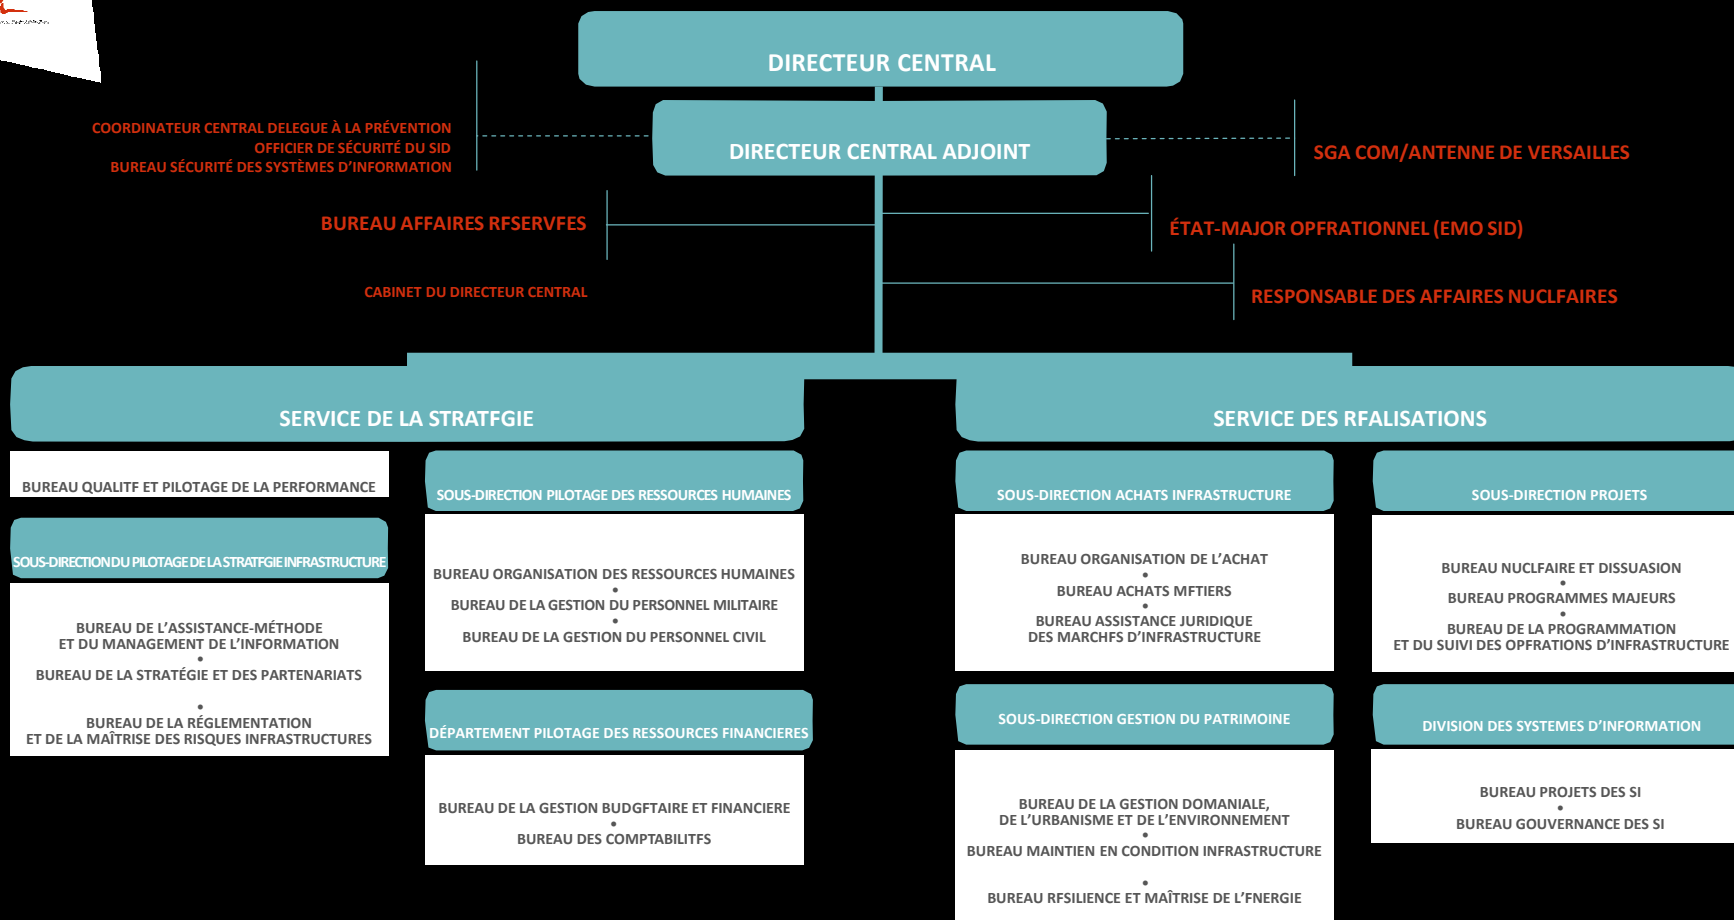 DIRECTEUR CENTRAL
DIRECTEUR CENTRAL ADJOINT
COORDINATEUR CENTRAL DELEGUE À LA PRÉVENTION
OFFICIER DE SÉCURITÉ DU SID
BUREAU SÉCURITÉ DES SYSTÈMES D'INFORMATION
SGA COM/ANTENNE DE VERSAILLES
BUREAU AFFAIRES RFSERVFES
ÉTAT-MAJOR OPFRATIONNEL (EMO SID)
CABINET DU DIRECTEUR CENTRAL
RESPONSABLE DES AFFAIRES NUCLFAIRES
SERVICE DE LA STRATFGIE
BUREAU QUALITF ET PILOTAGE DE LA PERFORMANCE
SOUS-DIRECTION DU PILOTAGE DE LA STRATFGIE INFRASTRUCTURE
BUREAU DE L'ASSISTANCE-MÉTHODE
ET DU MANAGEMENT DE L'INFORMATION
•
BUREAU DE LA STRATÉGIE ET DES PARTENARIATS
•
BUREAU DE LA RÉGLEMENTATION
ET DE LA MAÎTRISE DES RISQUES INFRASTRUCTURES
SOUS-DIRECTION PILOTAGE DES RESSOURCES HUMAINES
BUREAU ORGANISATION DES RESSOURCES HUMAINES
•
BUREAU DE LA GESTION DU PERSONNEL MILITAIRE
•
BUREAU DE LA GESTION DU PERSONNEL CIVIL
DÉPARTEMENT PILOTAGE DES RESSOURCES FINANCIERES
BUREAU DE LA GESTION BUDGFTAIRE ET FINANCIERE
•
BUREAU DES COMPTABILITFS
SERVICE DES RFALISATIONS
SOUS-DIRECTION ACHATS INFRASTRUCTURE
BUREAU ORGANISATION DE L'ACHAT
•
BUREAU ACHATS MFTIERS
•
BUREAU ASSISTANCE JURIDIQUE
DES MARCHFS D'INFRASTRUCTURE
SOUS-DIRECTION GESTION DU PATRIMOINE
BUREAU DE LA GESTION DOMANIALE,
DE L'URBANISME ET DE L'ENVIRONNEMENT
•
BUREAU MAINTIEN EN CONDITION INFRASTRUCTURE
•
BUREAU RFSILIENCE ET MAÎTRISE DE L'FNERGIE
SOUS-DIRECTION PROJETS
BUREAU NUCLFAIRE ET DISSUASION
•
BUREAU PROGRAMMES MAJEURS
•
BUREAU DE LA PROGRAMMATION
ET DU SUIVI DES OPFRATIONS D'INFRASTRUCTURE
DIVISION DES SYSTEMES D'INFORMATION
BUREAU PROJETS DES SI
•
BUREAU GOUVERNANCE DES SI